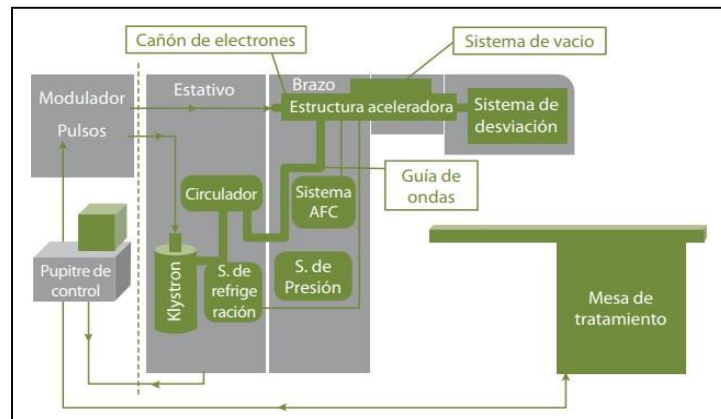 Cañón de electrones
Sistema de vacio
Modulador
Pulsos
Estativo
Brazo
Estructura aceleradora
Sistema de
desviación
Circulador
Sistema
AFC
Guía de
ondas
Pupitre de
control
Klystron
S. de
refrige
ración
S. de
Presión
Mesa de
tratamiento